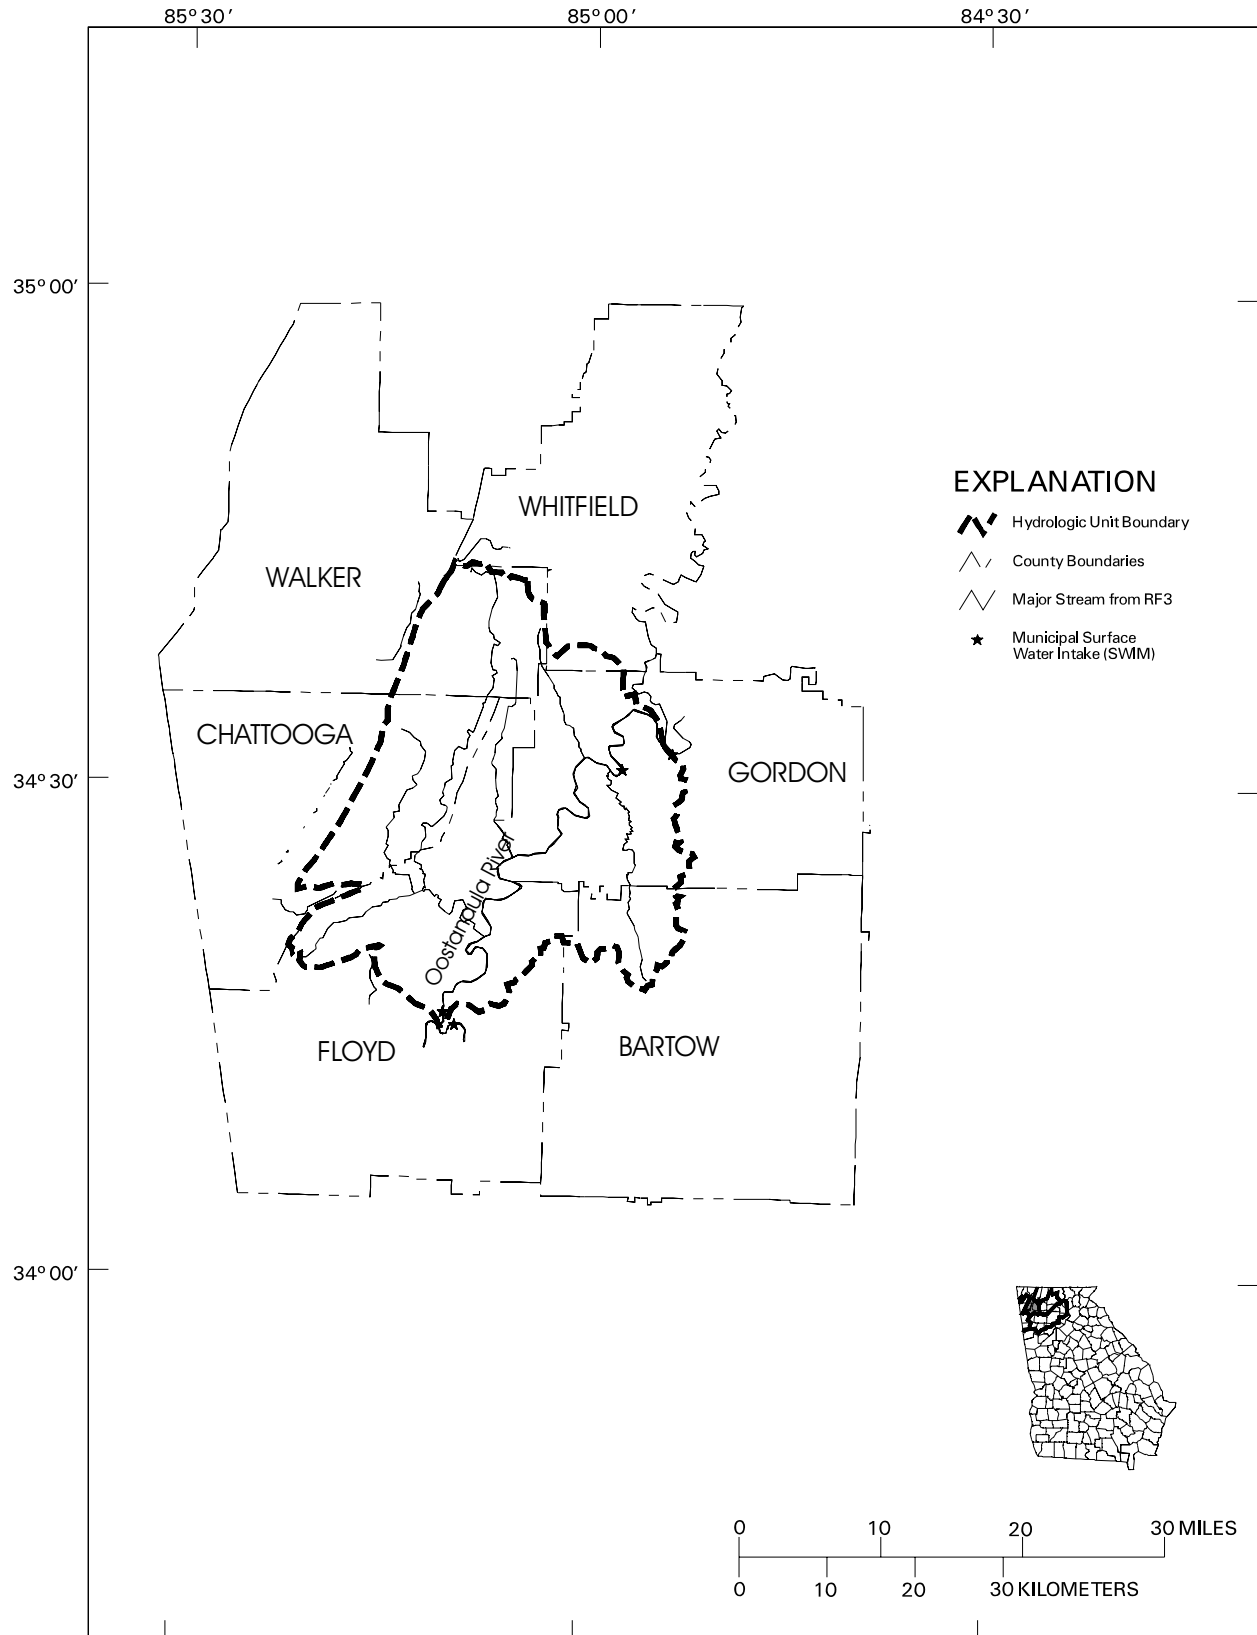 85° 30 ′
85° 00 ′
84° 30 ′
35° 00′
EXPLANATION
WHITFIELD
Hydrologic Unit Boundary
County Boundaries
WALKER
Major Stream from RF3
Municipal Surface
Water Intake (SWIM)
CHATTOOGA
34° 30′
GORDON
Oostanaula River
FLOYD
BARTOW
34° 00′
0 10 20 30 MILES
0 10 20 30 KILOMETERS